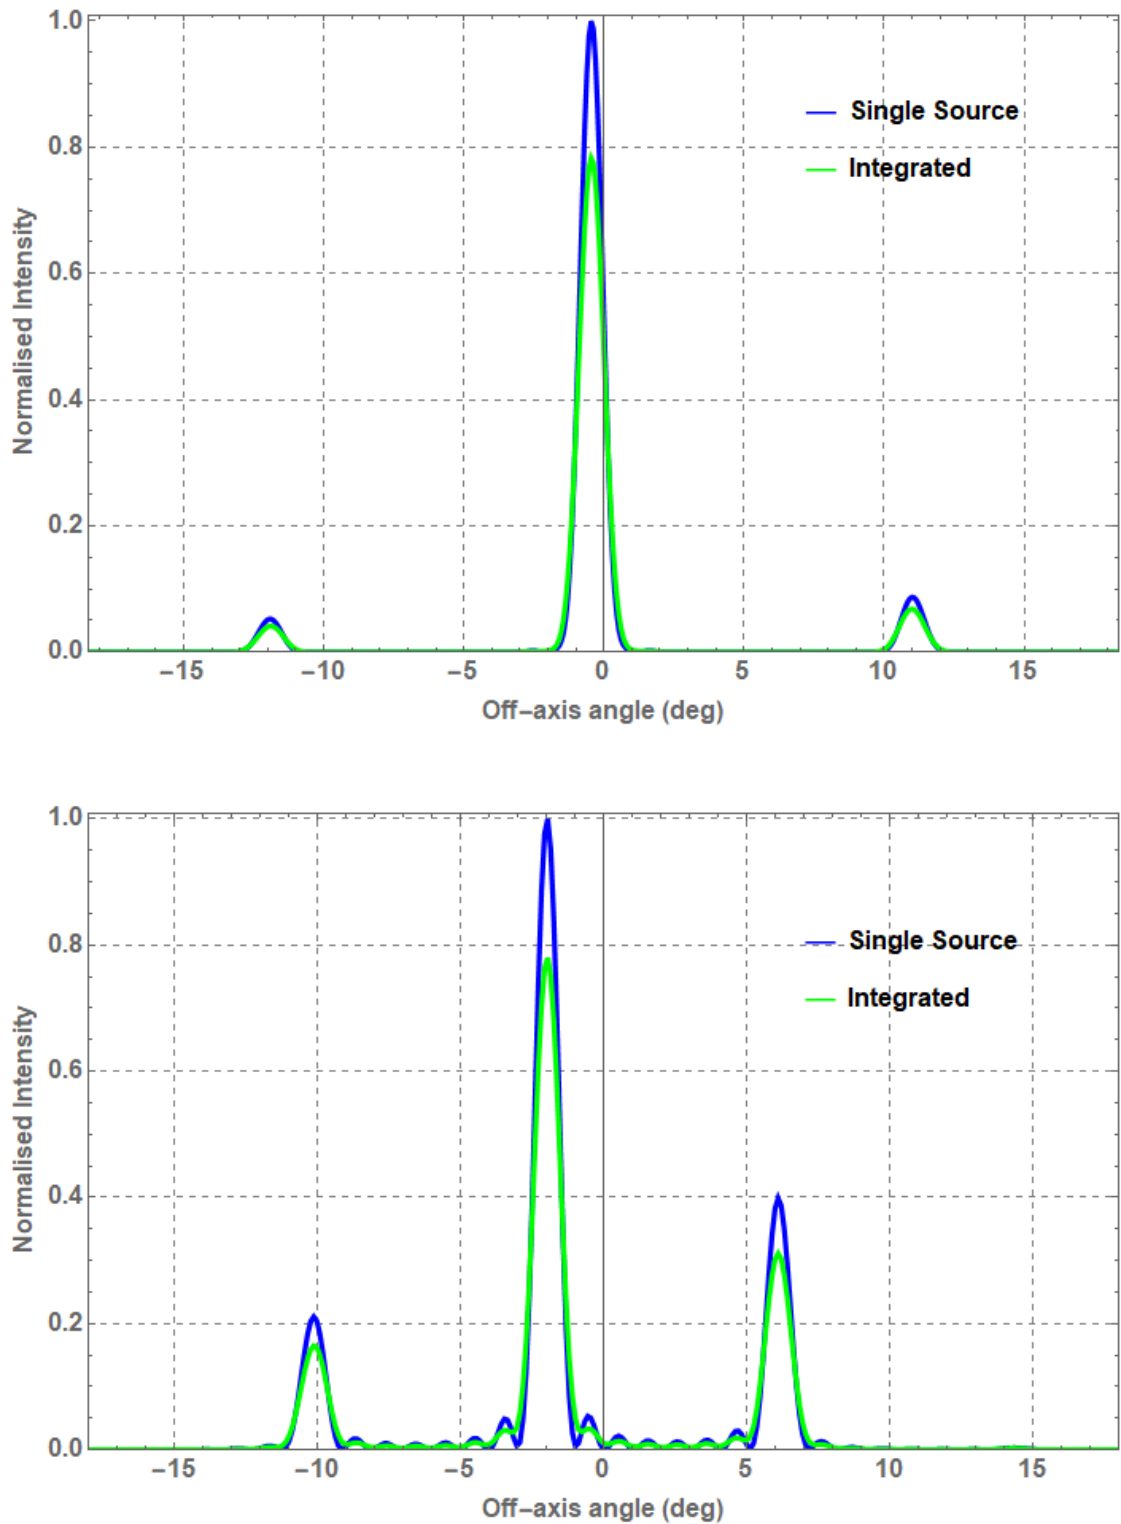 1.0
0.8
0.6
0.4
0.2
0.0
Normalised Intensity
Single Source
Integrated
−15 −10 −5 0 5 10 15
Off−axis angle (deg)
1.0
0.8
0.6
0.4
0.2
0.0
Normalised Intensity
Single Source
Integrated
−15 −10 −5 0 5 10 15
Off−axis angle (deg)